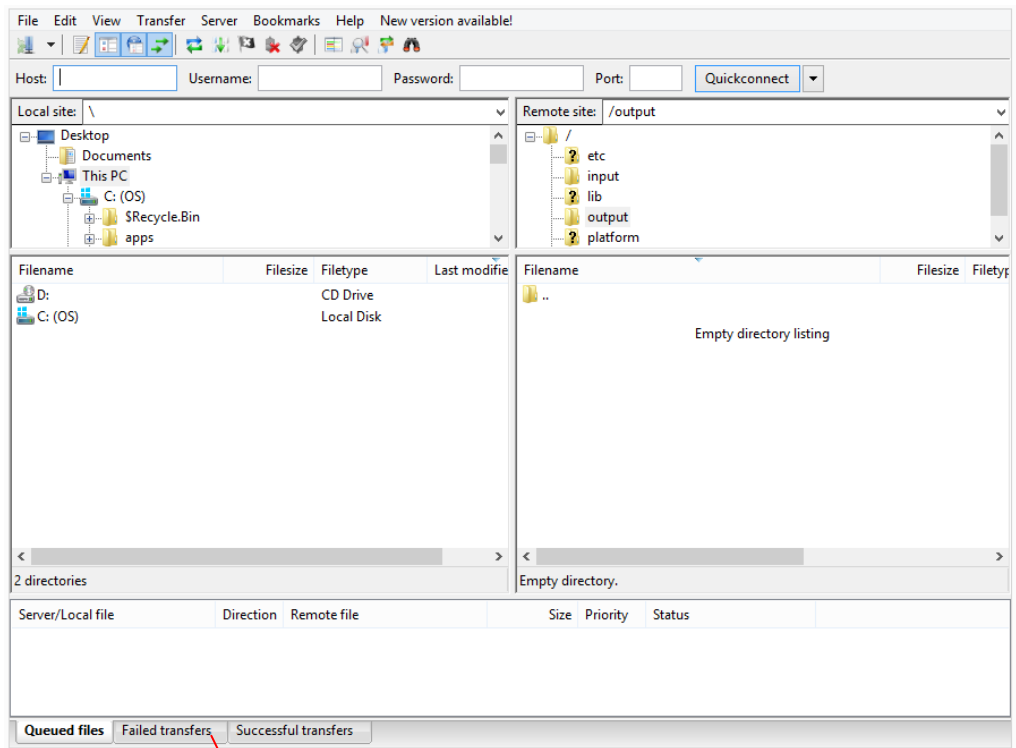 File Edit View Transfer Server Bookmarks Help New version available!
Host: Username: Password: Port: Quickconnect
Local site: \ Remote site: /output
Desktop /
Documents ? etc
This PC input
C: (OS) ? lib
$Recycle.Bin output
apps ? platform
Filename Filesize Filetype Last modifie Filename Filesize Filetyp
D: CD Drive ..
C: (OS) Local Disk
Empty directory listing
2 directories Empty directory.
Server/Local file Direction Remote file Size Priority Status
Queued files Failed transfers Successful transfers